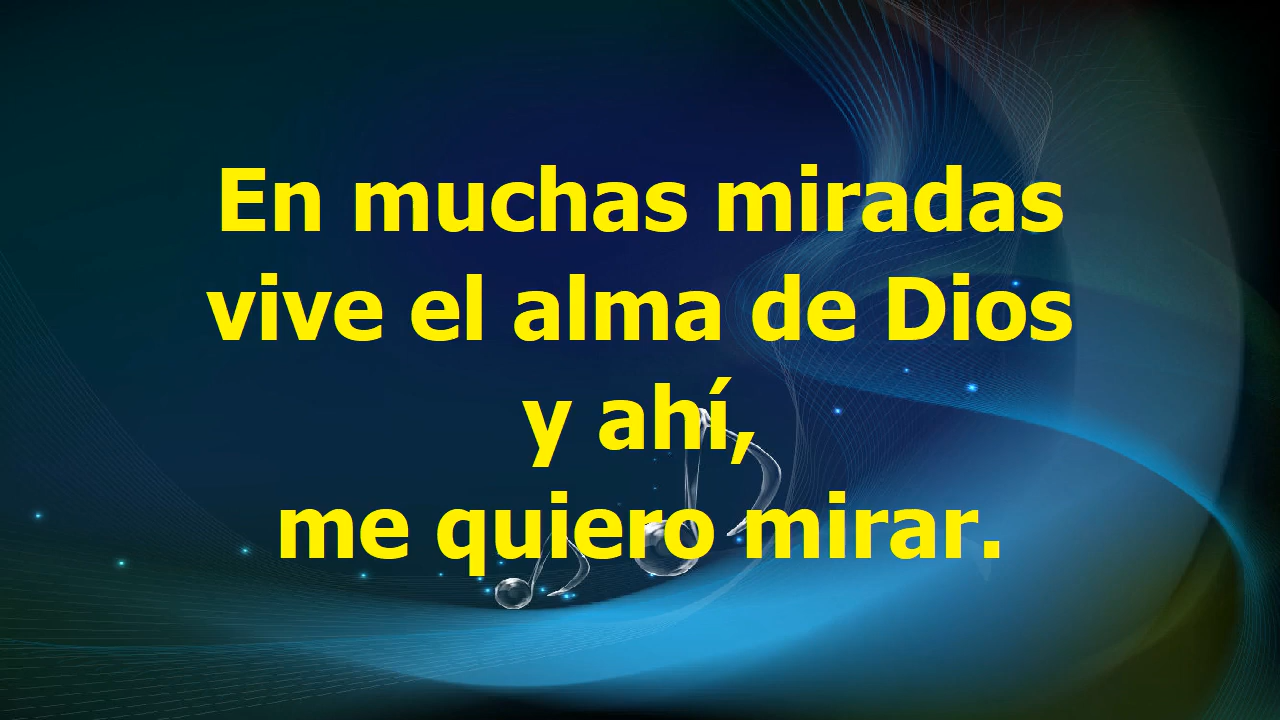 En muchas miradas
vive el alma de Dios
y ahí,
me quiero mirar.